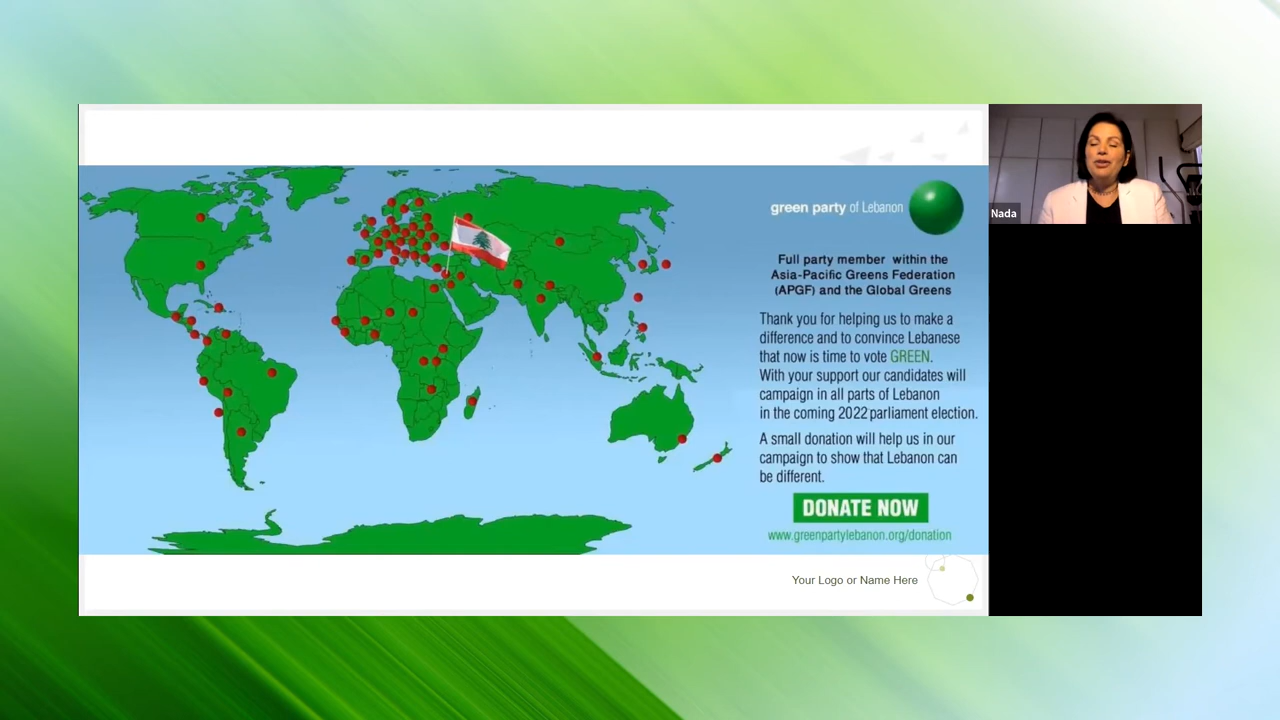 green party of Lebanon
Full party member within the
Asia-Pacific Greens Federation
(APGF) and the Global Greens
Thank you for helping us to make a
difference and to convince Lebanese
that now is time to vote GREEN.
With your support our candidates will
campaign in all parts of Lebanon
in the coming 2022 parliament election.
A small donation will help us in our
campaign to show that Lebanon can
be different.
DONATE NOW
www.greenpartylebanon.org/donation
Your Logo or Name Here
Nada